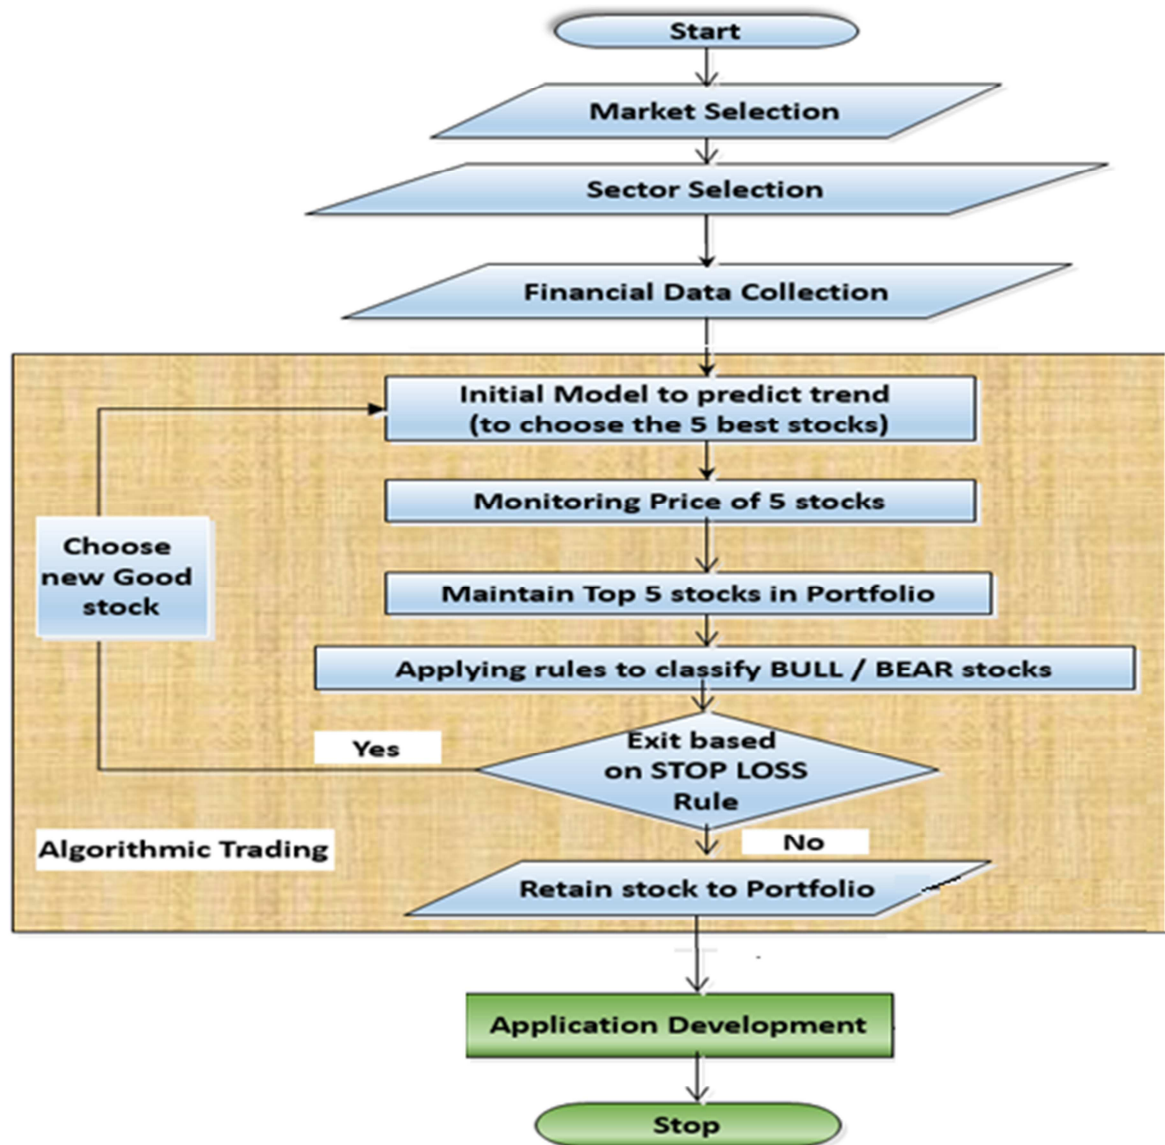 Start
Market Selection
Sector Selection
Financial Data Collection
Initial Model to predict trend
(to choose the 5 best stocks)
Monitoring Price of 5 stocks
Choose
new Good
stock
Maintain Top 5 stocks in Portfolio
Applying rules to classify BULL / BEAR stocks
Yes
Exit based
on STOP LOSS
Rule
No
Algorithmic Trading
Retain stock to Portfolio
Application Development
Stop